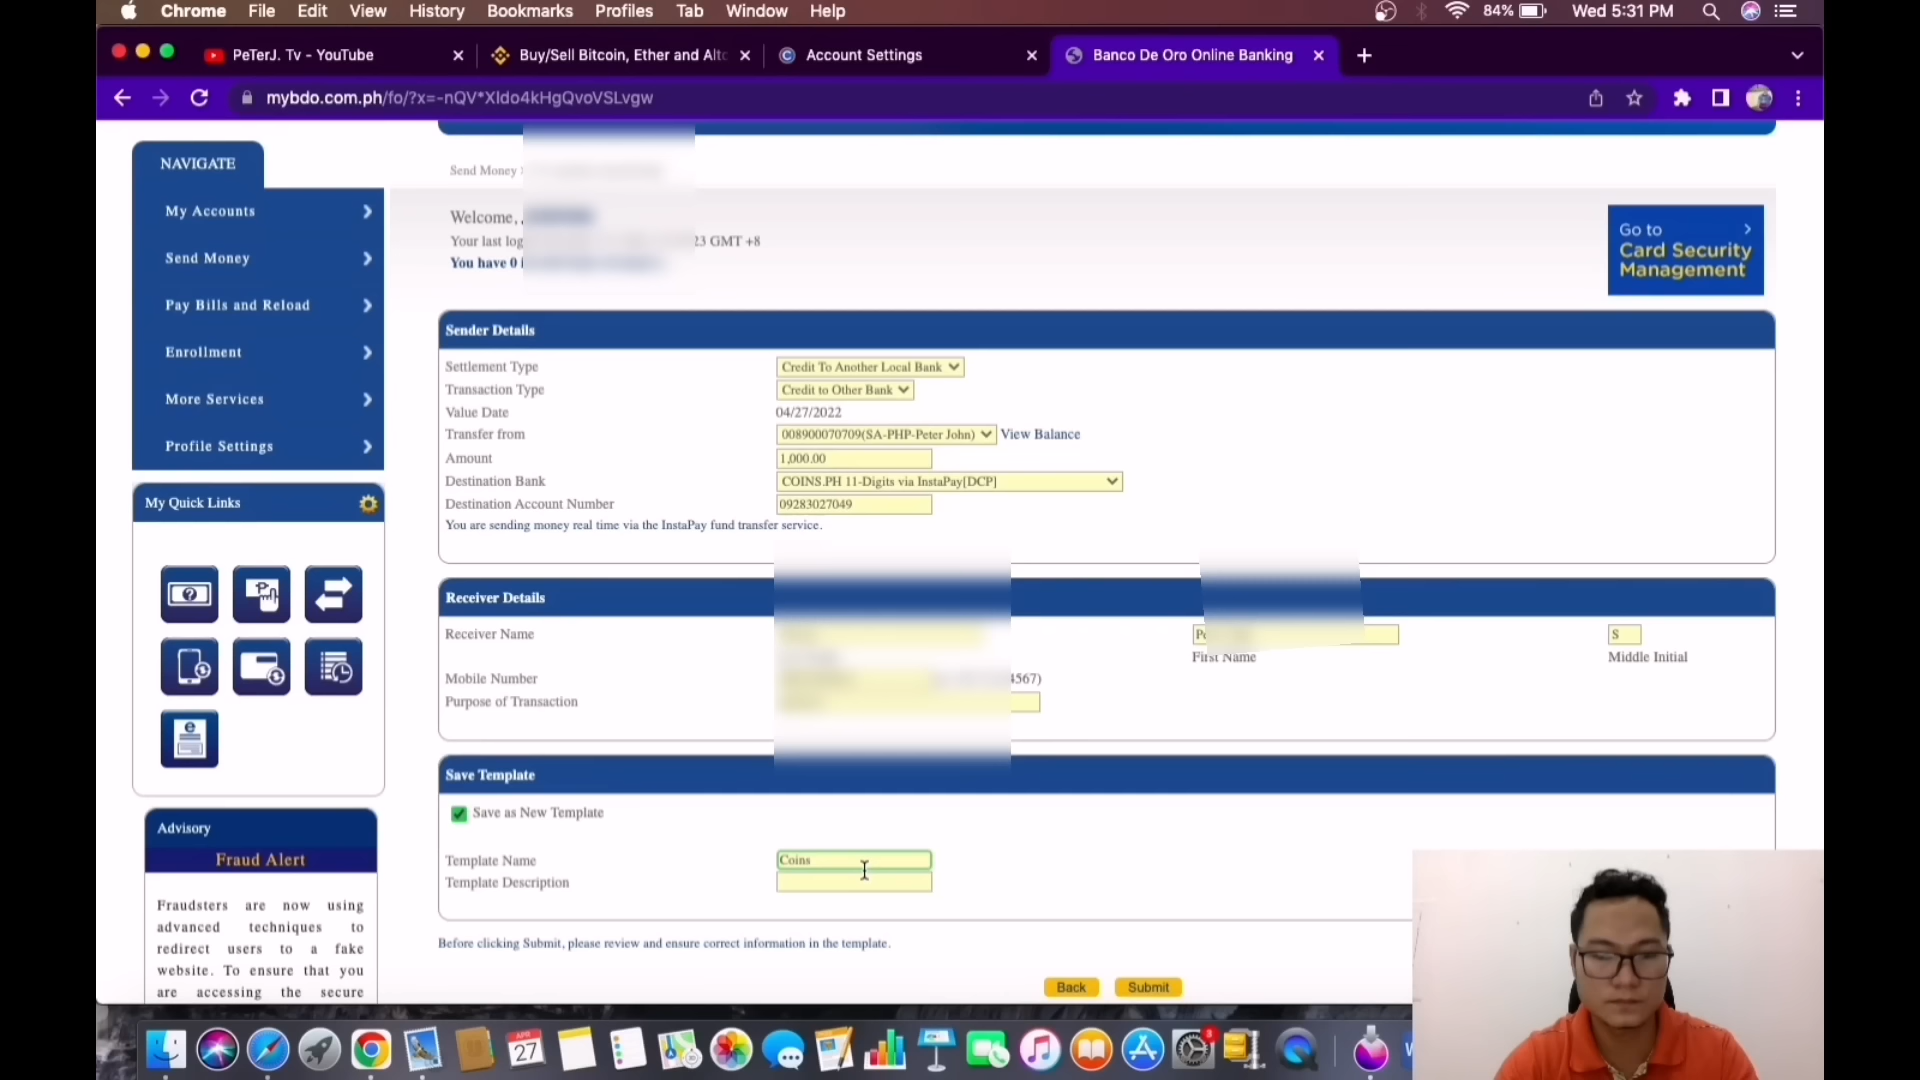 Chrome File Edit View History Bookmarks Profiles Tab Window Help 84% Wed 5:31 PM
PeTerJ. Tv - YouTube
Buy/Sell Bitcoin, Ether and Altc
Account Settings
Banco De Oro Online Banking
mybdo.com.ph/fo/?x=-nQV*Xldo4kHgQvoVSLvgw
NAVIGATE
My Accounts
Send Money
Pay Bills and Reload
Enrollment
More Services
Profile Settings
My Quick Links
Advisory
Fraud Alert
Fraudsters are now using
advanced techniques to
redirect users to a fake
website. To ensure that you
are accessing the secure
Send Money
Welcome,
Your last log 23 GMT +8
You have 0
Go to
Card Security
Management
Sender Details
Settlement Type Credit To Another Local Bank
Transaction Type Credit to Other Bank
Value Date 04/27/2022
Transfer from 008900070709(SA-PHP-Peter John) View Balance
Amount 1,000.00
Destination Bank COINS.PH 11-Digits via InstaPay[DCP]
Destination Account Number 09283027049
You are sending money real time via the InstaPay fund transfer service.
Receiver Details
Receiver Name S
First Name Middle Initial
Mobile Number 4567)
Purpose of Transaction
Save Template
Save as New Template
Template Name Coins
Template Description
Before clicking Submit, please review and ensure correct information in the template.
Back Submit
APR
27
3